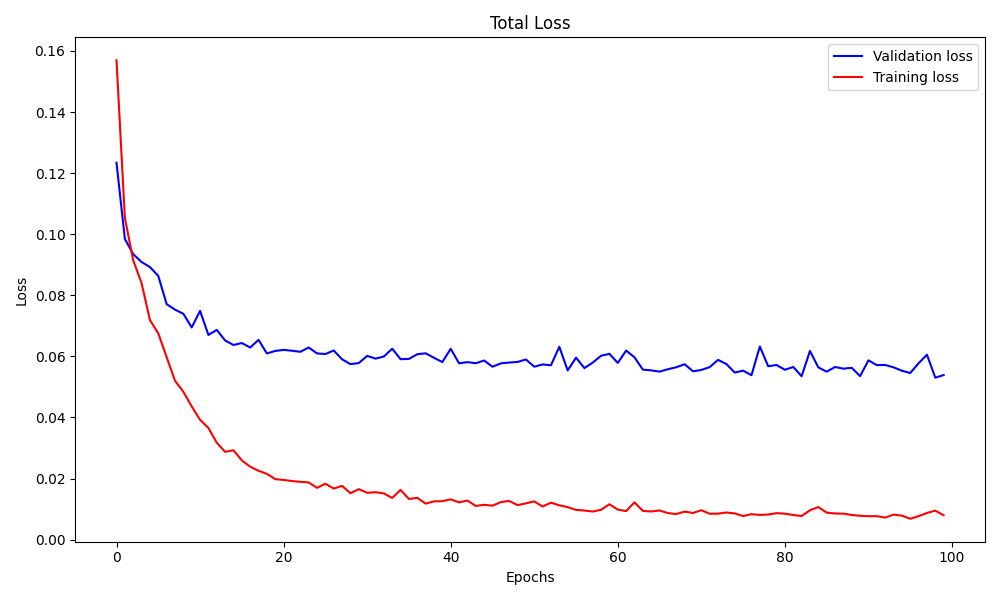 Total Loss
Validation loss
Training loss
0.16
0.14
0.12
0.10
0.08
0.06
0.04
0.02
0.00
Loss
0 20 40 60 80 100
Epochs